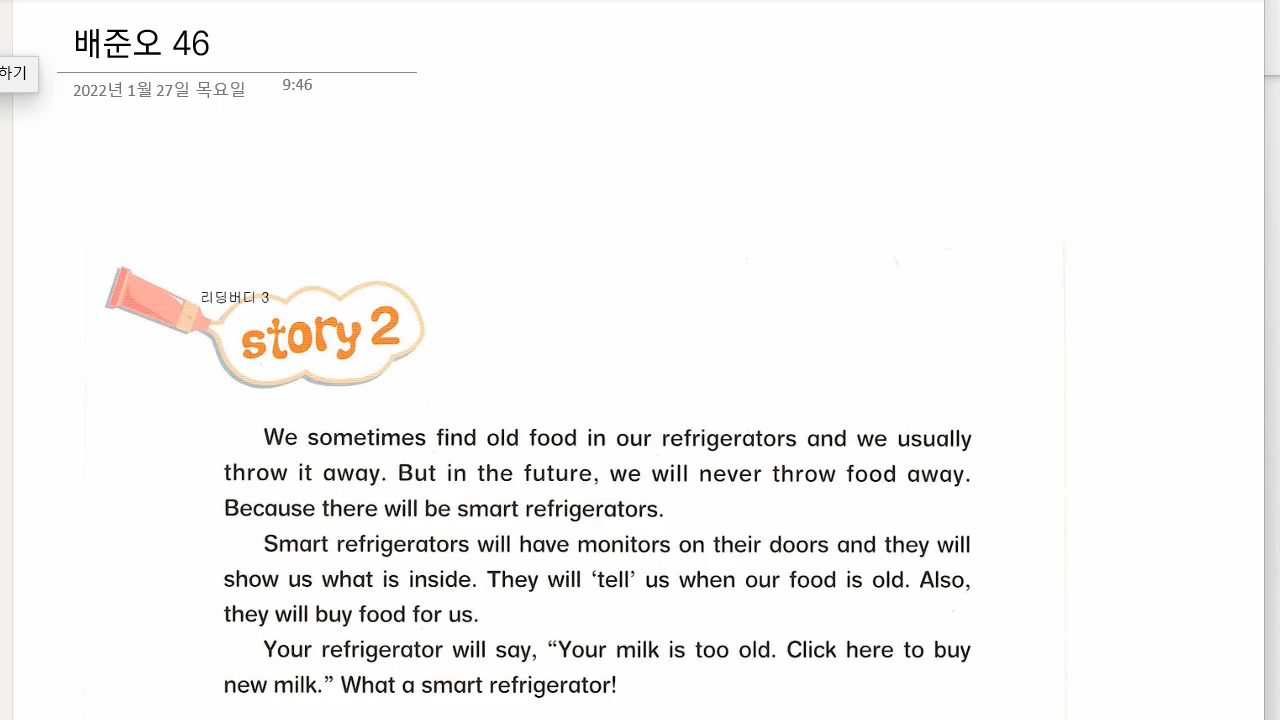 배준오 46
하기
2022년 1월 27일 목요일 9:46
리딩버디 3
story 2
We sometimes find old food in our refrigerators and we usually
throw it away. But in the future, we will never throw food away.
Because there will be smart refrigerators.
Smart refrigerators will have monitors on their doors and they will
show us what is inside. They will ‘tell’ us when our food is old. Also,
they will buy food for us.
Your refrigerator will say, “Your milk is too old. Click here to buy
new milk.” What a smart refrigerator!